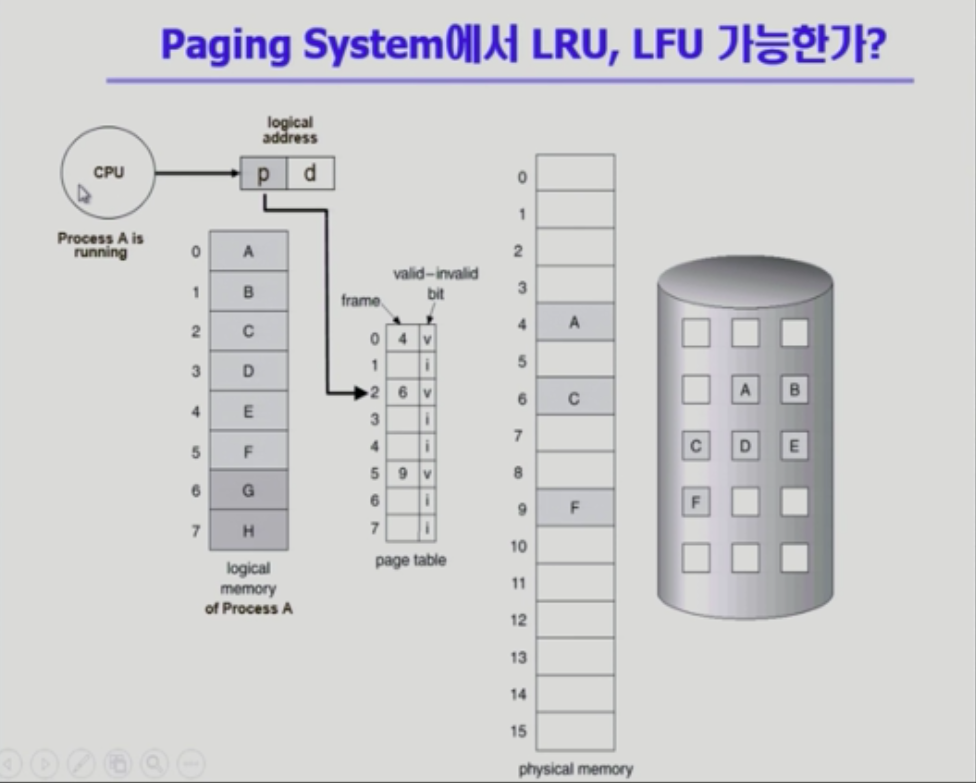 Paging System에서 LRU, LFU 가능한가?
logical
address
CPU
p d
Process A is
running
0 A
1 B
2 C
3 D
4 E
5 F
6 G
7 H
logical
memory
of Process A
valid-invalid
bit
frame
0 4 v
1 i
2 6 v
3 i
4 i
5 9 v
6 i
7 i
page table
0
1
2
3
4 A
5
6 C
7
8
9 F
10
11
12
13
14
15
physical memory
A B
C D E
F